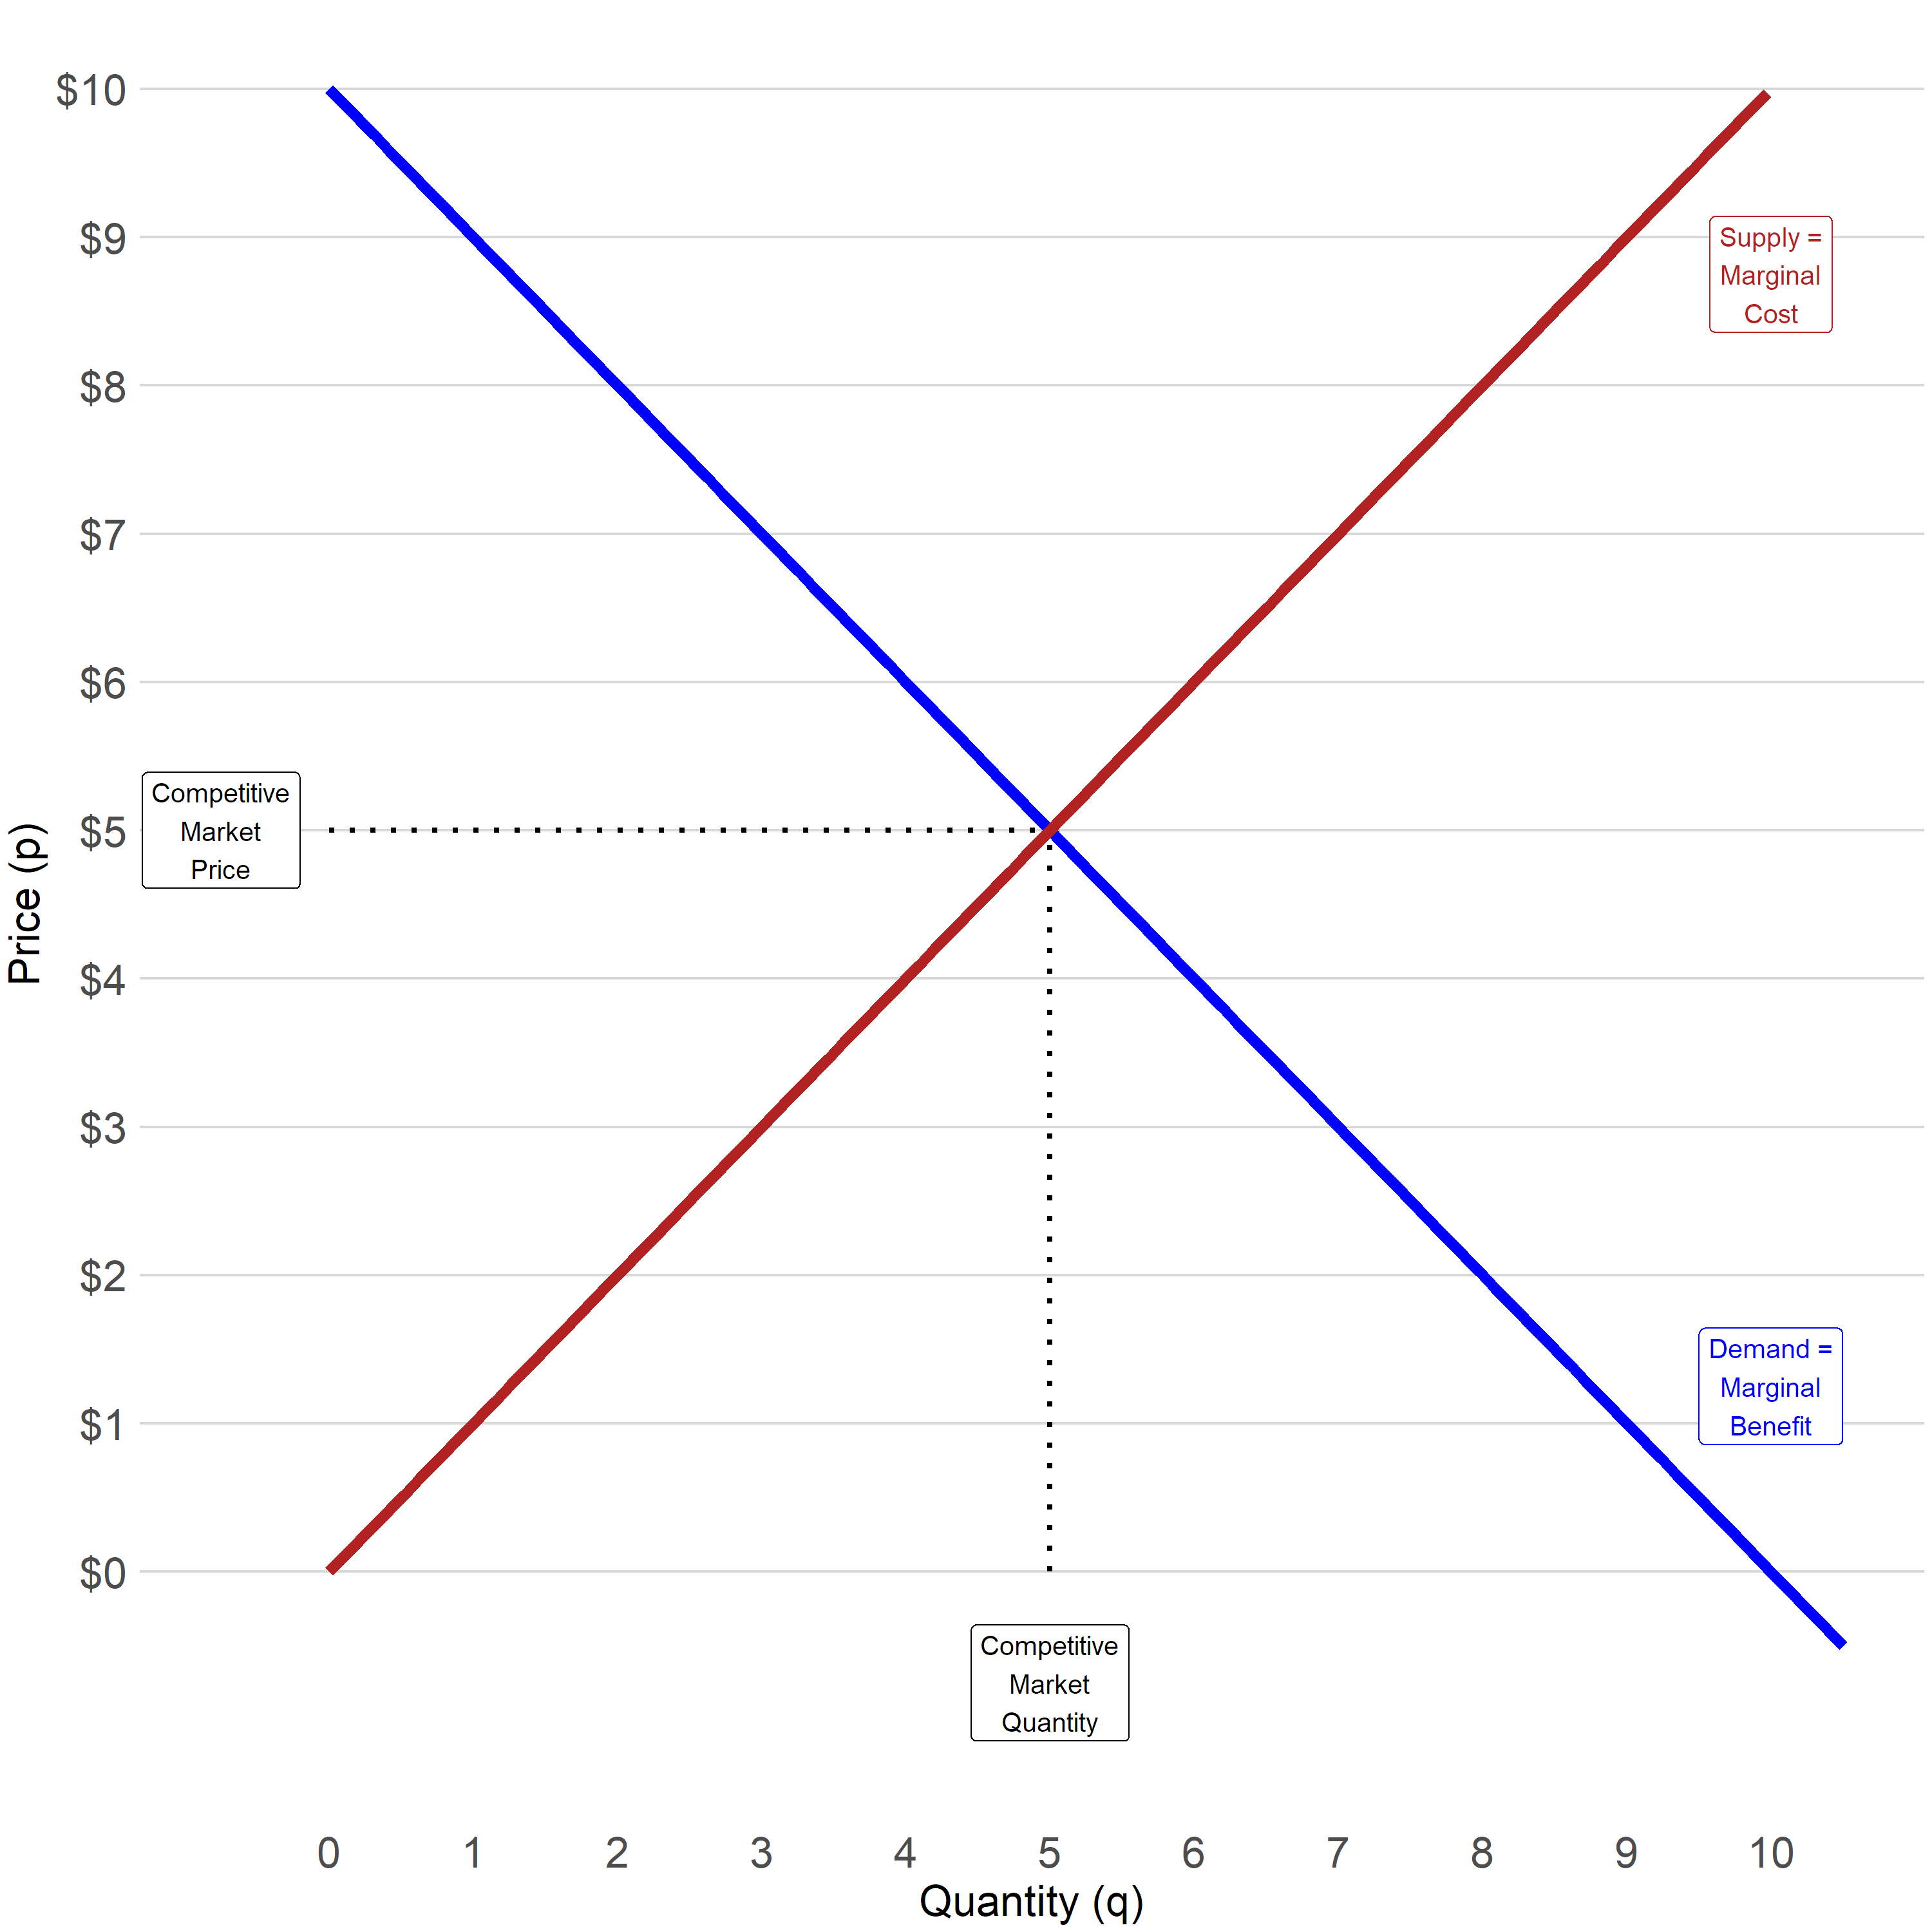 $10
$9
Supply =
Marginal
Cost
$8
$7
$6
Competitive
Market
Price
$5
Price (p)
$4
$3
$2
Demand =
Marginal
Benefit
$1
$0
Competitive
Market
Quantity
0 1 2 3 4 5 6 7 8 9 10
Quantity (q)